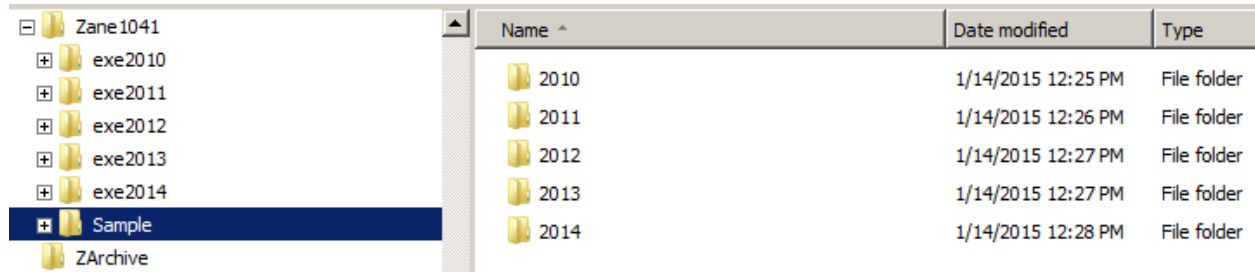 Zane1041
exe2010
exe2011
exe2012
exe2013
exe2014
Sample
ZArchive
Name Date modified Type
2010 1/14/2015 12:25 PM File folder
2011 1/14/2015 12:26 PM File folder
2012 1/14/2015 12:27 PM File folder
2013 1/14/2015 12:27 PM File folder
2014 1/14/2015 12:28 PM File folder